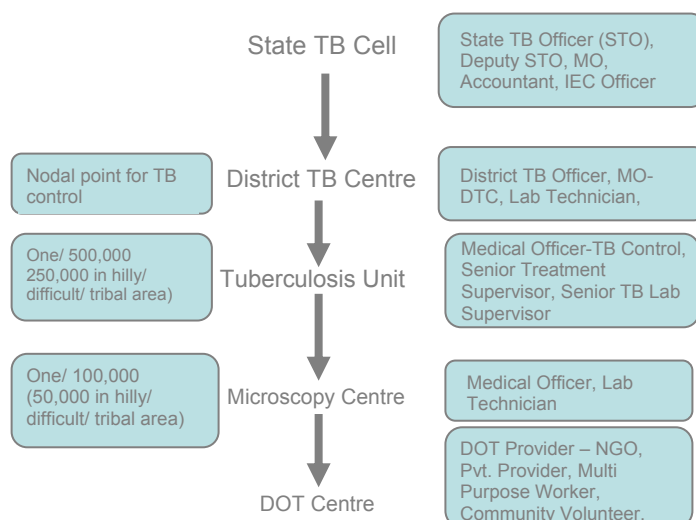 State TB Cell
State TB Officer (STO),
Deputy STO, MO,
Accountant, IEC Officer
Nodal point for TB
control
District TB Centre
District TB Officer, MO-
DTC, Lab Technician,
One/ 500,000
250,000 in hilly/
difficult/ tribal area)
Tuberculosis Unit
Medical Officer-TB Control,
Senior Treatment
Supervisor, Senior TB Lab
Supervisor
One/ 100,000
(50,000 in hilly/
difficult/ tribal area)
Microscopy Centre
Medical Officer, Lab
Technician
DOT Centre
DOT Provider – NGO,
Pvt. Provider, Multi
Purpose Worker,
Community Volunteer,